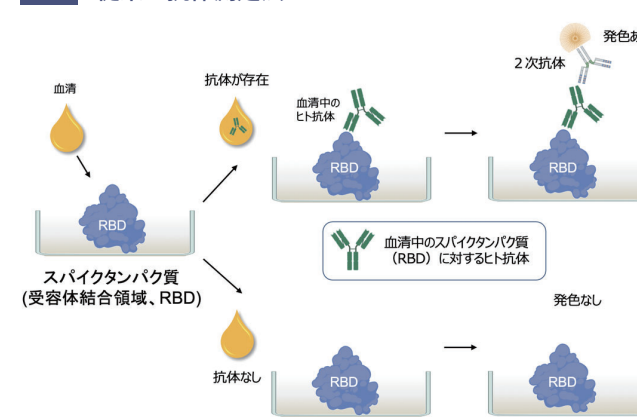 血清
抗体が存在
血清中の
ヒト抗体
2次抗体
発色あ
RBD
RBD
RBD
スパイクタンパク質
(受容体結合領域、RBD)
血清中のスパイクタンパク質
(RBD)に対するヒト抗体
抗体なし
発色なし
RBD
RBD